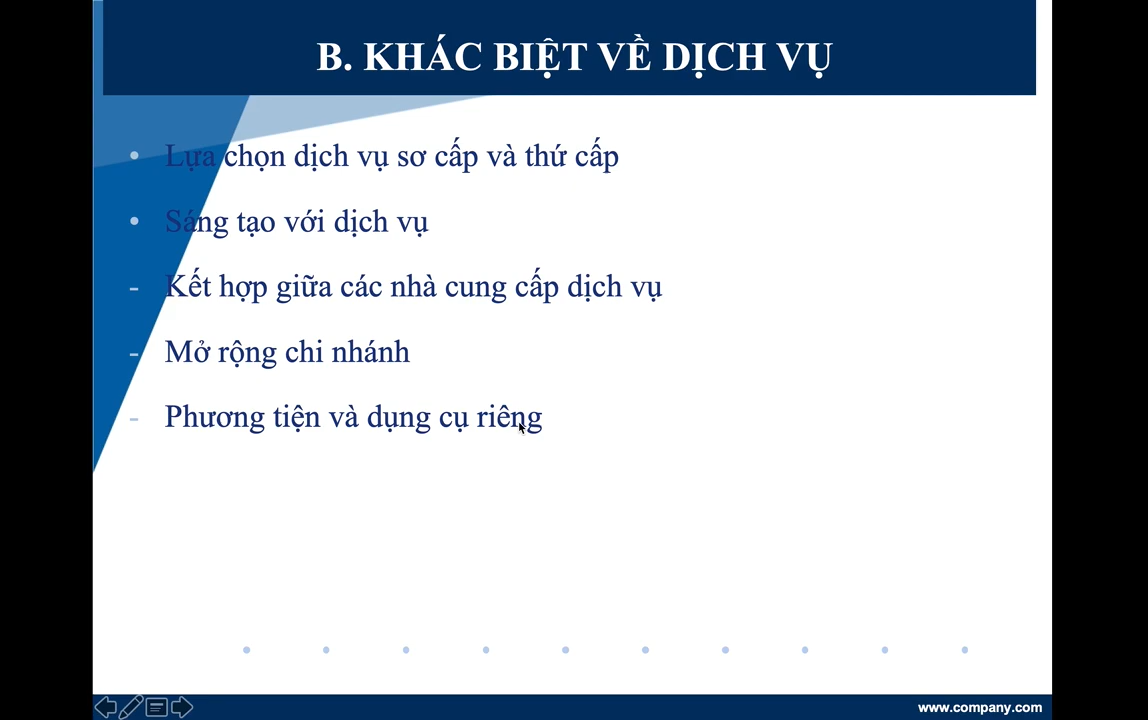 B. KHÁC BIỆT VỀ DỊCH VỤ
• Lựa chọn dịch vụ sơ cấp và thứ cấp
• Sáng tạo với dịch vụ
- Kết hợp giữa các nhà cung cấp dịch vụ
- Mở rộng chi nhánh
- Phương tiện và dụng cụ riêng
www.company.com